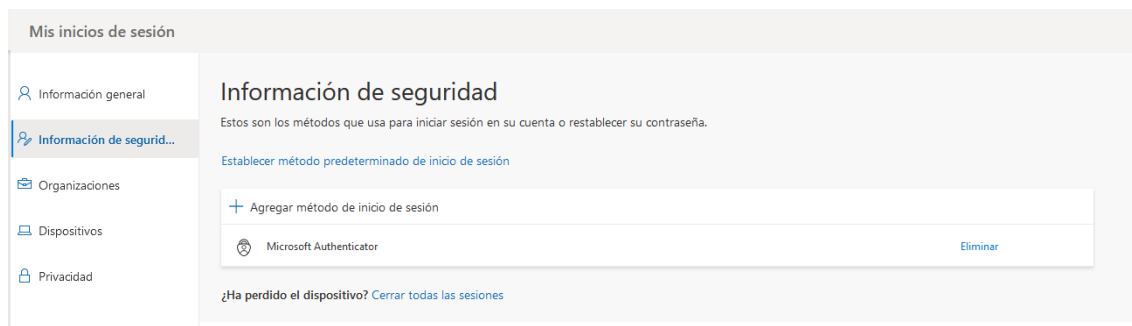 Mis inicios de sesión
Información general
Información de segurid...
Organizaciones
Dispositivos
Privacidad
Información de seguridad
Estos son los métodos que usa para iniciar sesión en su cuenta o restablecer su contraseña.
Establecer método predeterminado de inicio de sesión
Agregar método de inicio de sesión
Microsoft Authenticator Eliminar
¿Ha perdido el dispositivo? Cerrar todas las sesiones